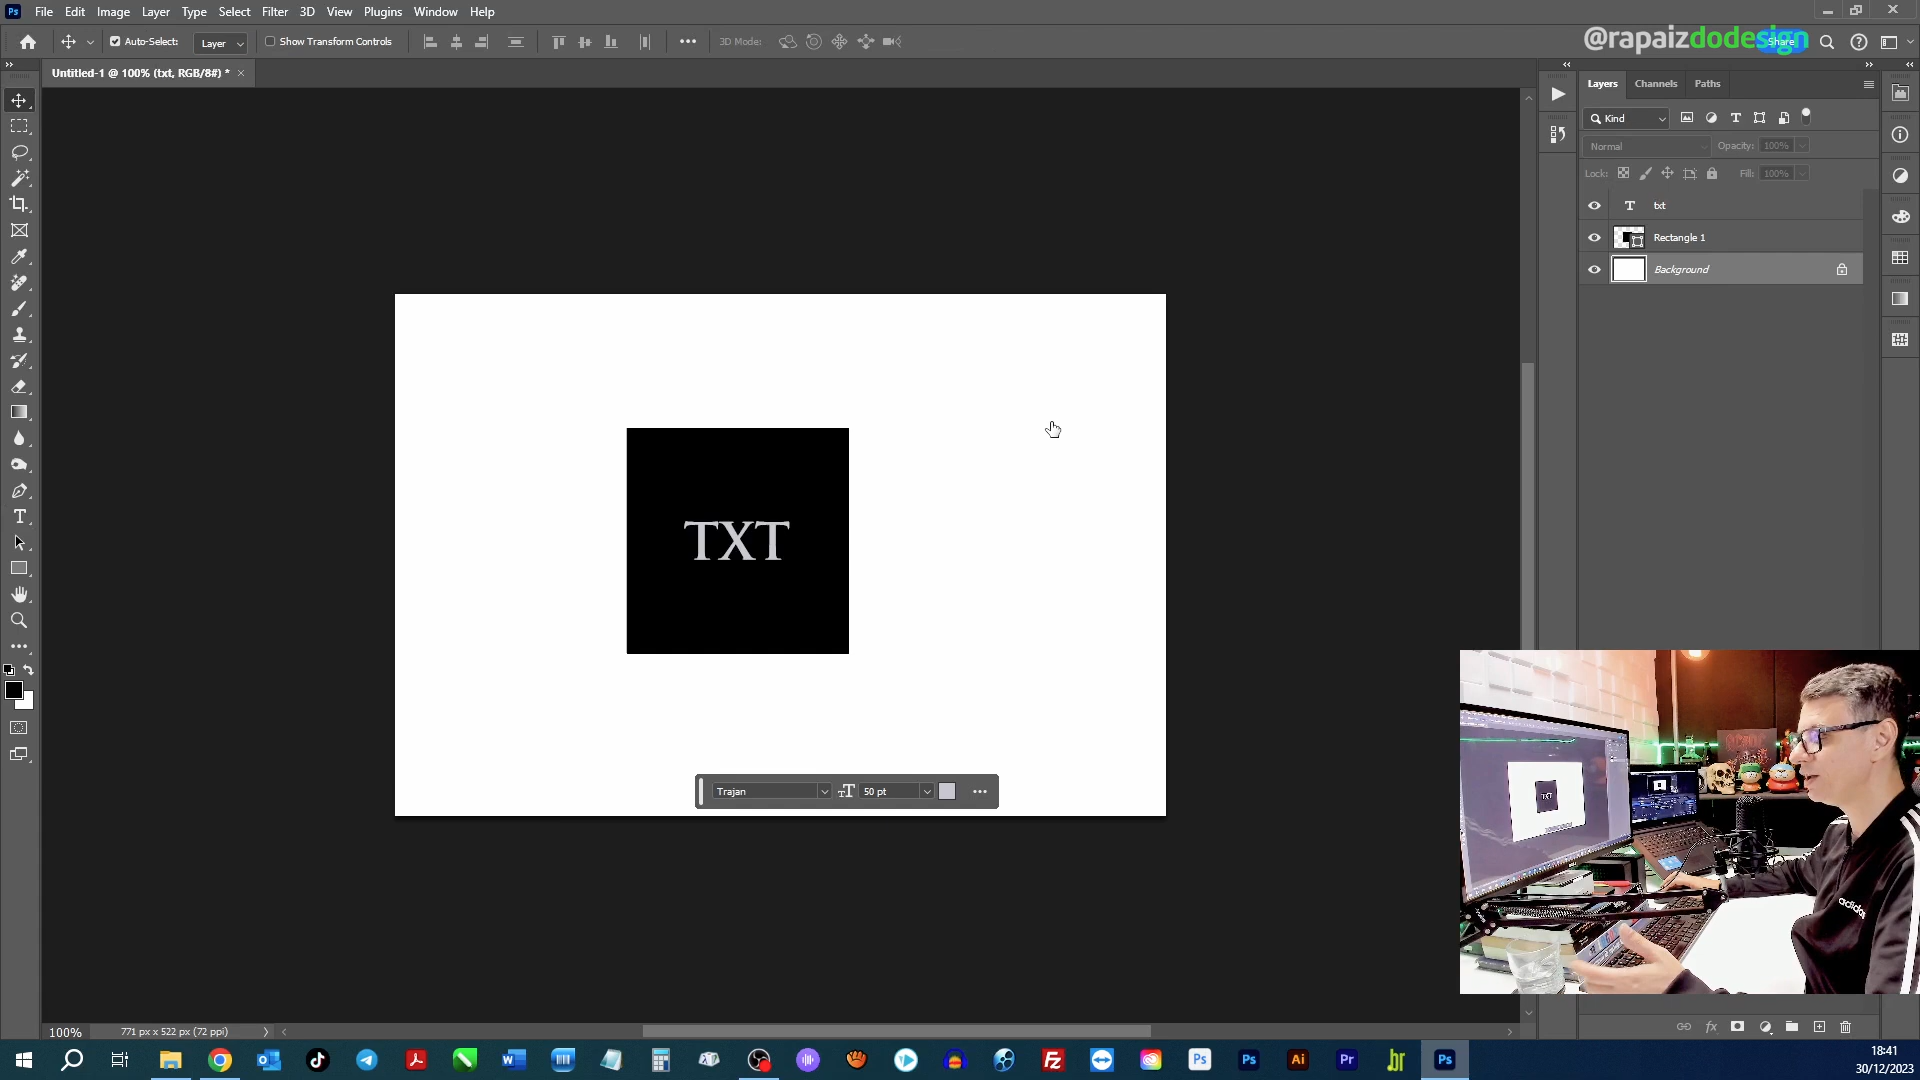 File Edit Image Layer Type Select Filter 3D View Plugins Window Help
Auto-Select: Layer Show Transform Controls 3D Mode: @rapaizdodesign Share
Untitled-1 @ 100% (txt, RGB/8#) *
Layers Channels Paths
Kind
Normal Opacity: 100%
Lock: Fill: 100%
txt
Rectangle 1
Background
TXT
Trajan 50 pt
adidas
100% 771 px x 522 px (72 ppi)
18:41
30/12/2023